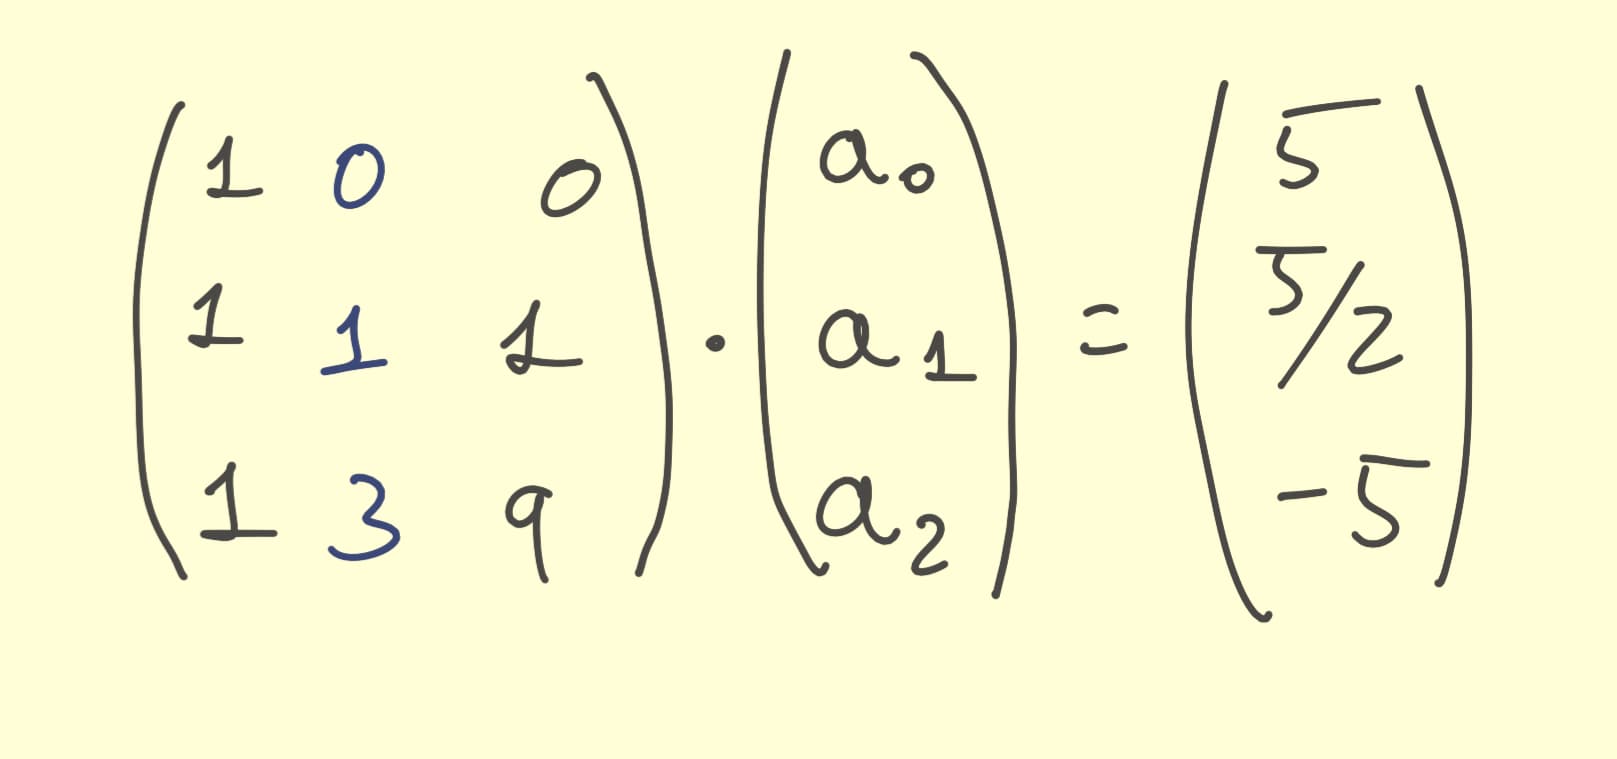 ( 1 0 0 ) ( a₀ ) ( 5 )
( 1 1 1 ) · ( a₁ ) = ( 5/2 )
( 1 3 9 ) ( a₂ ) ( -5 )